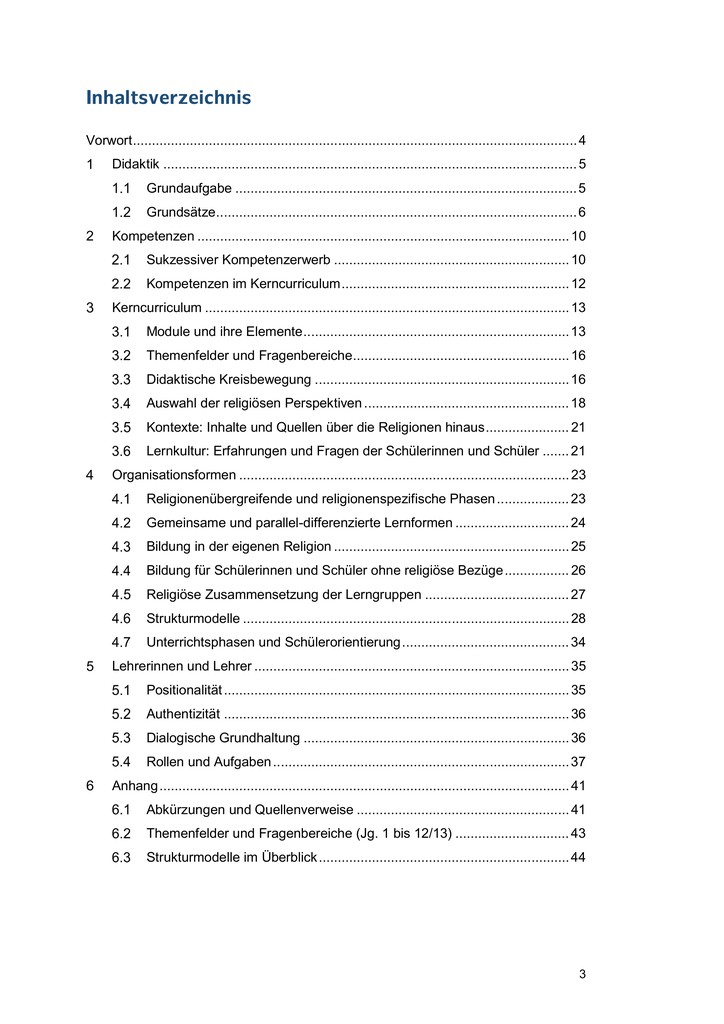 Inhaltsverzeichnis
Vorwort........................................................................................................................4
1 Didaktik ................................................................................................................5
1.1 Grundaufgabe .............................................................................................5
1.2 Grundsätze..................................................................................................6
2 Kompetenzen ....................................................................................................10
2.1 Sukzessiver Kompetenzerwerb ................................................................10
2.2 Kompetenzen im Kerncurriculum..............................................................12
3 Kerncurriculum ..................................................................................................13
3.1 Module und ihre Elemente........................................................................13
3.2 Themenfelder und Fragenbereiche...........................................................16
3.3 Didaktische Kreisbewegung .....................................................................16
3.4 Auswahl der religiösen Perspektiven ........................................................18
3.5 Kontexte: Inhalte und Quellen über die Religionen hinaus.......................21
3.6 Lernkultur: Erfahrungen und Fragen der Schülerinnen und Schüler .......21
4 Organisationsformen .........................................................................................23
4.1 Religionenübergreifende und religionenspezifische Phasen....................23
4.2 Gemeinsame und parallel-differenzierte Lernformen ...............................24
4.3 Bildung in der eigenen Religion ................................................................25
4.4 Bildung für Schülerinnen und Schüler ohne religiöse Bezüge..................26
4.5 Religiöse Zusammensetzung der Lerngruppen .......................................27
4.6 Strukturmodelle ........................................................................................28
4.7 Unterrichtsphasen und Schülerorientierung..............................................34
5 Lehrerinnen und Lehrer .....................................................................................35
5.1 Positionalität..............................................................................................35
5.2 Authentizität ..............................................................................................36
5.3 Dialogische Grundhaltung ........................................................................36
5.4 Rollen und Aufgaben.................................................................................37
6 Anhang...............................................................................................................41
6.1 Abkürzungen und Quellenverweise ..........................................................41
6.2 Themenfelder und Fragenbereiche (Jg. 1 bis 12/13) ...............................43
6.3 Strukturmodelle im Überblick....................................................................44
3